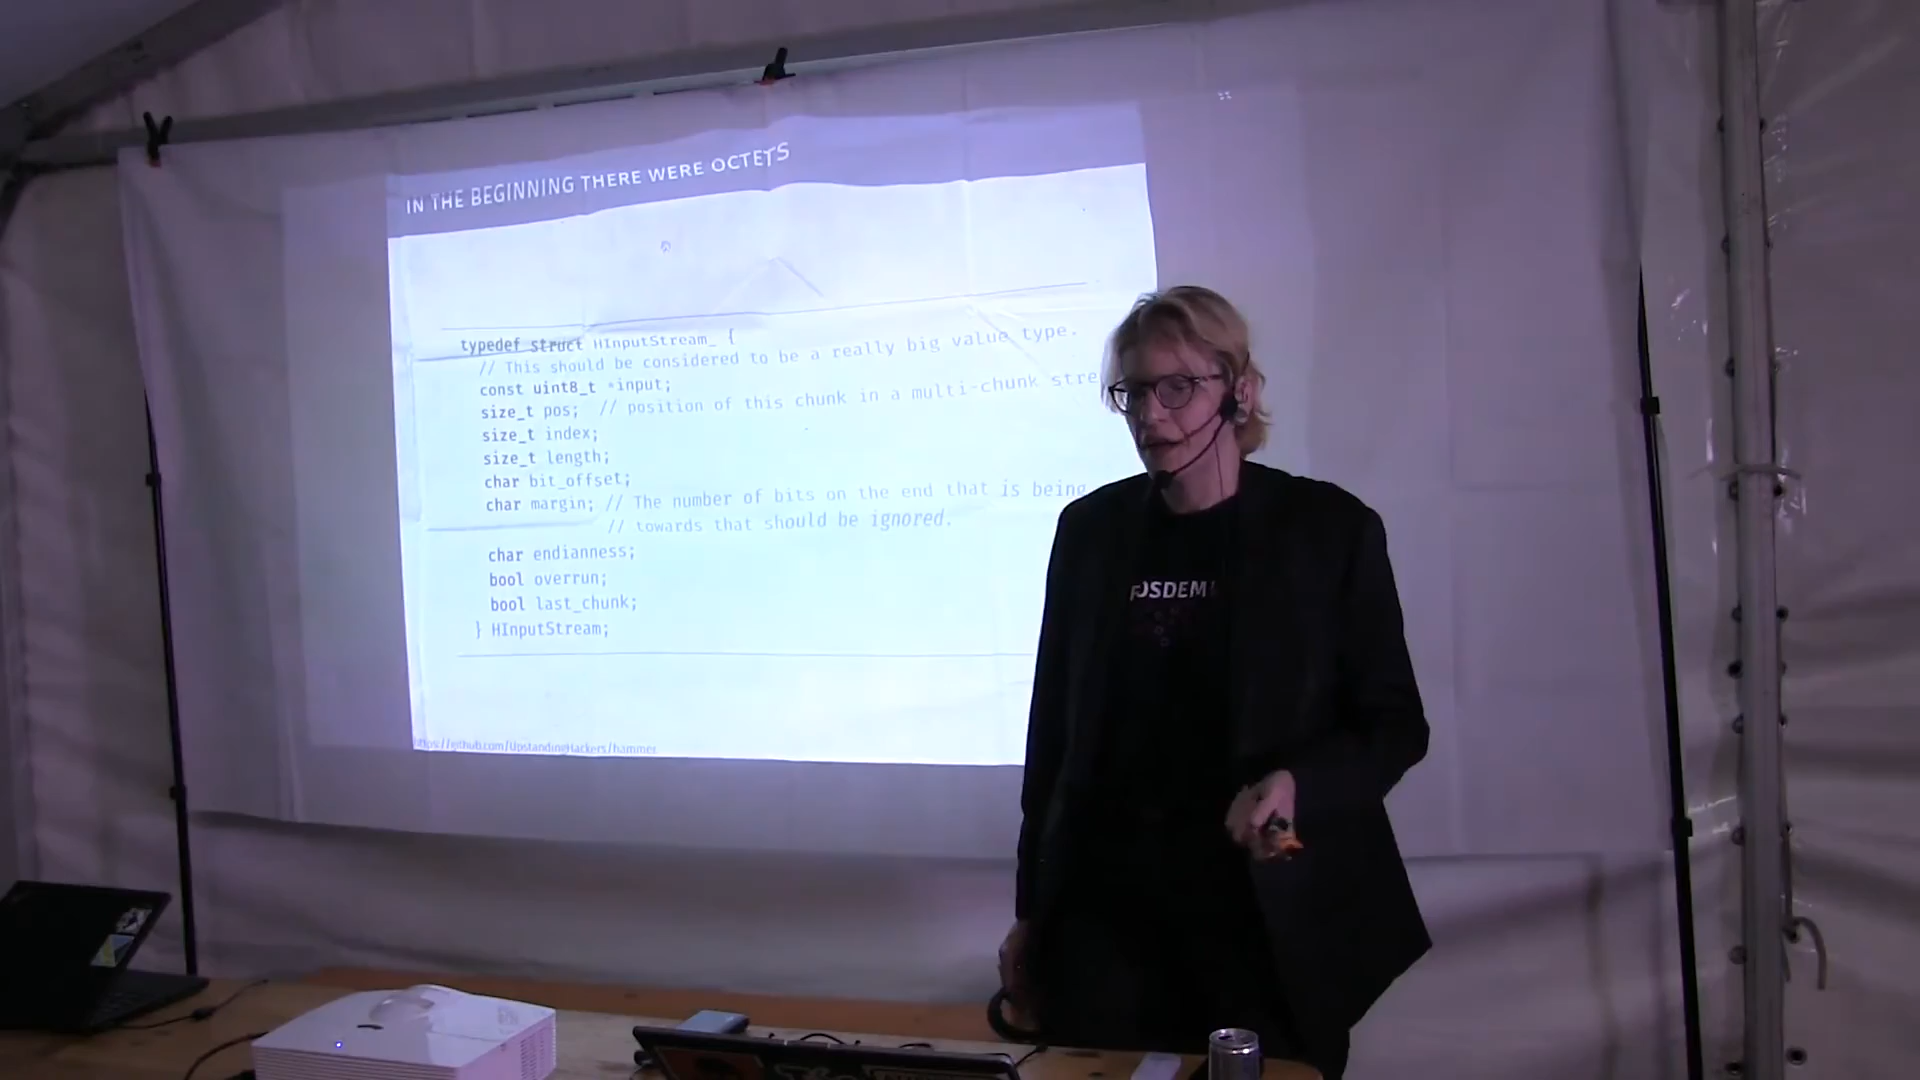 IN THE BEGINNING THERE WERE OCTETS
typedef struct HInputStream_ {
// This should be considered to be a really big value type.
const uint8_t *input;
size_t pos; // position of this chunk in a multi-chunk stre
size_t index;
size_t length;
char bit_offset;
char margin; // The number of bits on the end that is being
// towards that should be ignored.
char endianness;
bool overrun;
bool last_chunk;
} HInputStream;
https://github.com/UpstandingHackers/hammer
FOSDEM